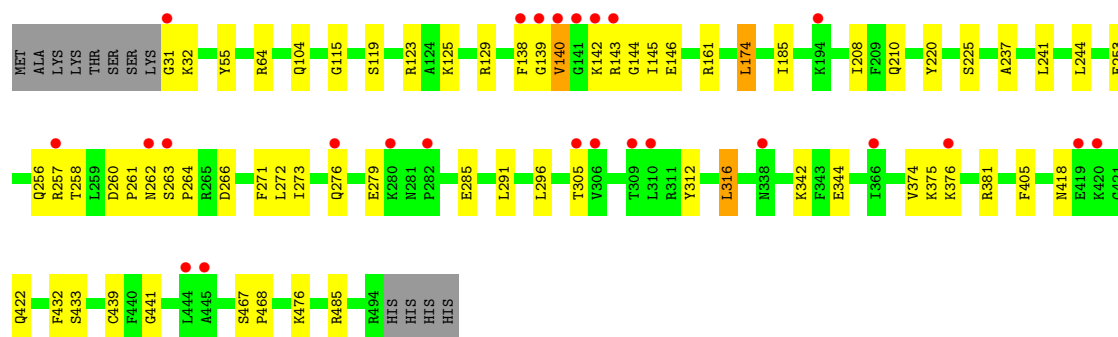 MET ALA LYS LYS THR SER SER LYS G31 K32 Y55 R64 Q104 G115 S119 R123 A124 K125 R129 F138 G139 V140 G141 K142 R143 G144 I145 E146 R161 L174 I185 K194 I208 F209 Q210 Y220 S225 A237 L241 L244 E253
Q256 R257 T258 L259 D260 P261 N262 S263 P264 R265 D266 F271 L272 I273 Q276 E279 K280 N281 P282 E285 L291 L296 T305 V306 T309 L310 R311 Y312 L316 N338 K342 F343 E344 I366 V374 K375 K376 R381 F405 N418 E419 K420
Q422 F432 S433 C439 F440 G441 L444 A445 S467 P468 K476 R485 R494 HIS HIS HIS HIS